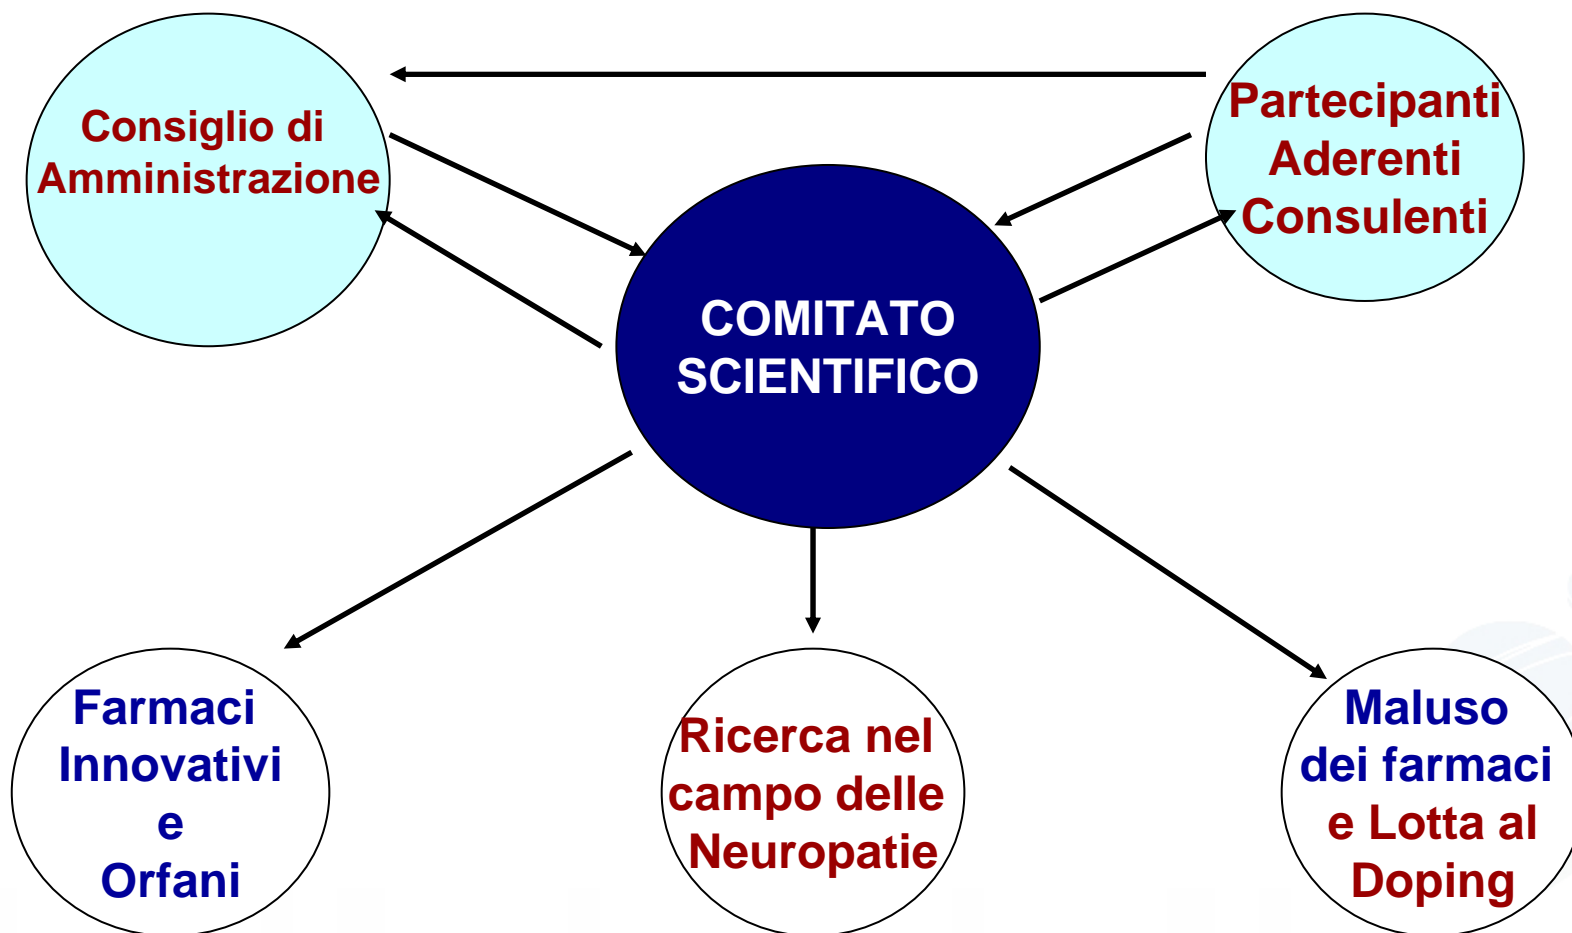 Consiglio di
Amministrazione
Partecipanti
Aderenti
Consulenti
COMITATO
SCIENTIFICO
Farmaci
Innovativi
e
Orfani
Ricerca nel
campo delle
Neuropatie
Maluso
dei farmaci
e Lotta al
Doping